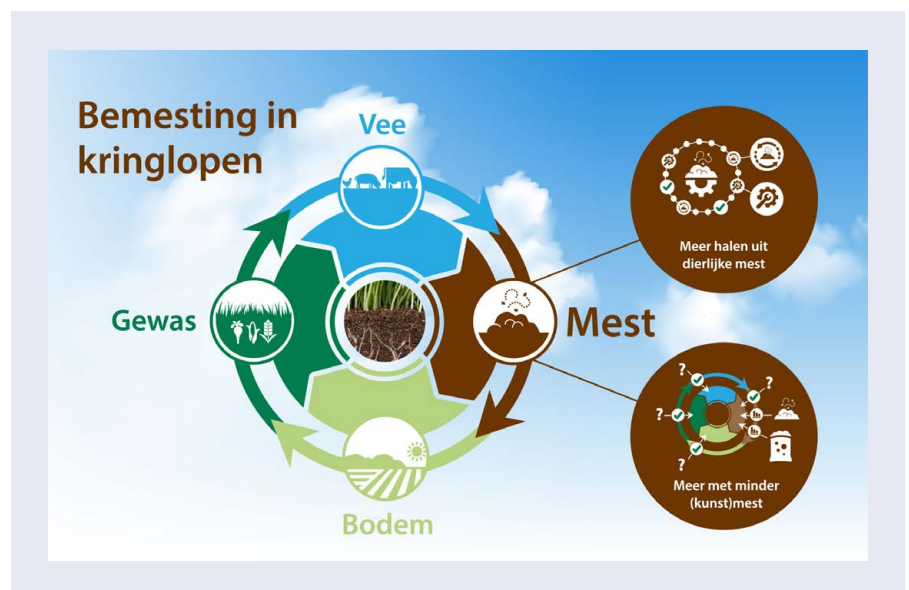 Bemesting in
kringlopen
Vee
Gewas
Mest
Bodem
Meer halen uit
dierlijke mest
?
?
?
?
Meer met minder
(kunst)mest